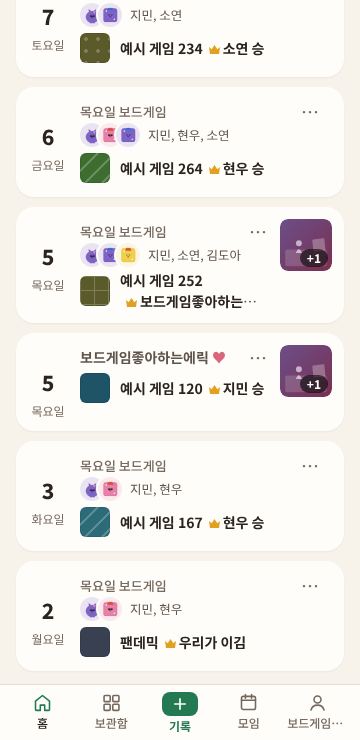 7
지민, 소연
토요일
예시 게임 234 소연 승
목요일 보드게임
6
지민, 현우, 소연
금요일
예시 게임 264 현우 승
목요일 보드게임
5
지민, 소연, 김도아
+1
목요일
예시 게임 252
보드게임좋아하는…
보드게임좋아하는에릭
5
예시 게임 120 지민 승
+1
목요일
목요일 보드게임
3
지민, 현우
화요일
예시 게임 167 현우 승
목요일 보드게임
2
지민, 현우
월요일
팬데믹 우리가 이김
홈
보관함
기록
모임
보드게임…